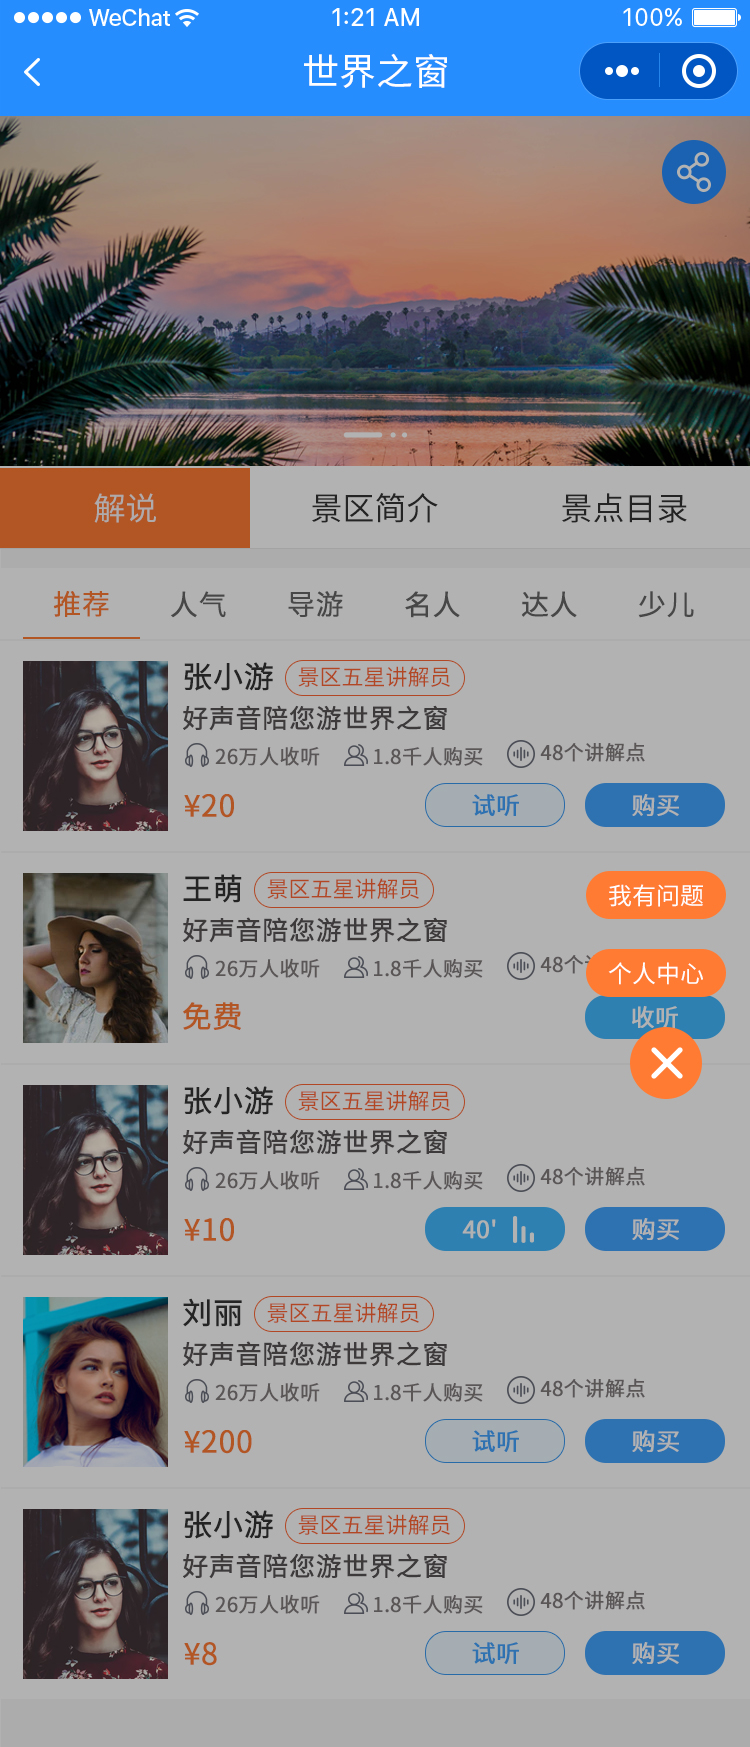 WeChat 1:21 AM 100%
世界之窗
解说 景区简介 景点目录
推荐 人气 导游 名人 达人 少儿
张小游 景区五星讲解员
好声音陪您游世界之窗
26万人收听 1.8千人购买 48个讲解点
¥20 试听 购买
王萌 景区五星讲解员
我有问题
好声音陪您游世界之窗
26万人收听 1.8千人购买 48个
个人中心
免费 收听
张小游 景区五星讲解员
好声音陪您游世界之窗
26万人收听 1.8千人购买 48个讲解点
¥10 40' 购买
刘丽 景区五星讲解员
好声音陪您游世界之窗
26万人收听 1.8千人购买 48个讲解点
¥200 试听 购买
张小游 景区五星讲解员
好声音陪您游世界之窗
26万人收听 1.8千人购买 48个讲解点
¥8 试听 购买